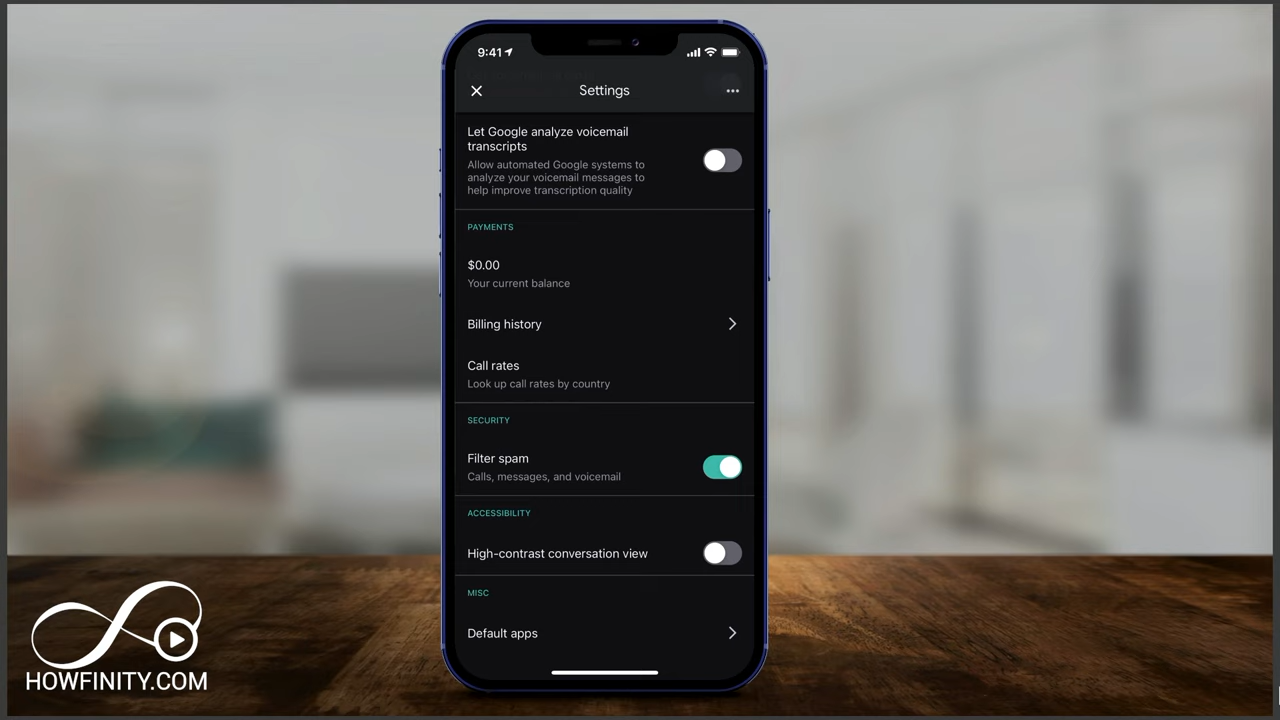 9:41
Settings
Let Google analyze voicemail
transcripts
Allow automated Google systems to
analyze your voicemail messages to
help improve transcription quality
PAYMENTS
$0.00
Your current balance
Billing history
Call rates
Look up call rates by country
SECURITY
Filter spam
Calls, messages, and voicemail
ACCESSIBILITY
High-contrast conversation view
MISC
Default apps
HOWFINITY.COM